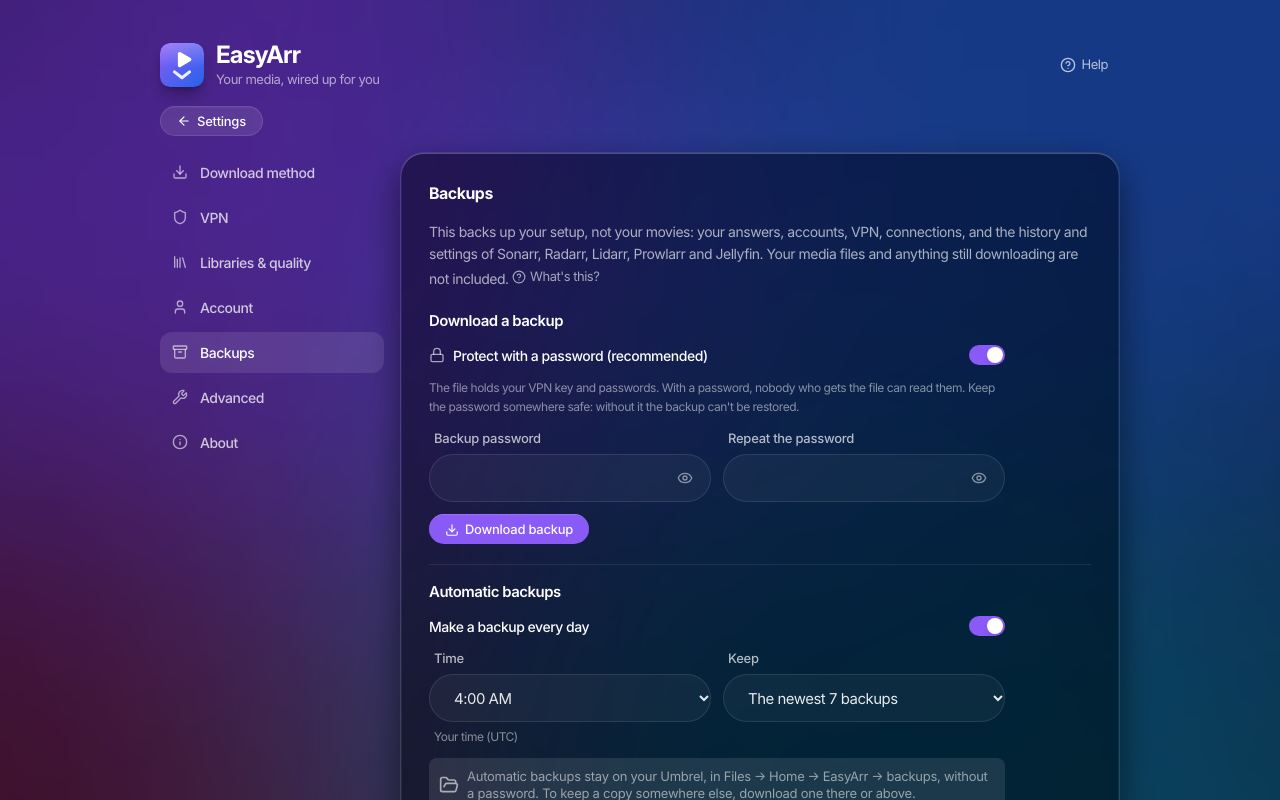 EasyArr
Your media, wired up for you
Help
Settings
Download method
VPN
Libraries & quality
Account
Backups
Advanced
About
Backups
This backs up your setup, not your movies: your answers, accounts, VPN, connections, and the history and
settings of Sonarr, Radarr, Lidarr, Prowlarr and Jellyfin. Your media files and anything still downloading are
not included. What's this?
Download a backup
Protect with a password (recommended)
The file holds your VPN key and passwords. With a password, nobody who gets the file can read them. Keep
the password somewhere safe: without it the backup can't be restored.
Backup password
Repeat the password
Download backup
Automatic backups
Make a backup every day
Time
Keep
4:00 AM
The newest 7 backups
Your time (UTC)
Automatic backups stay on your Umbrel, in Files → Home → EasyArr → backups, without
a password. To keep a copy somewhere else, download one there or above.